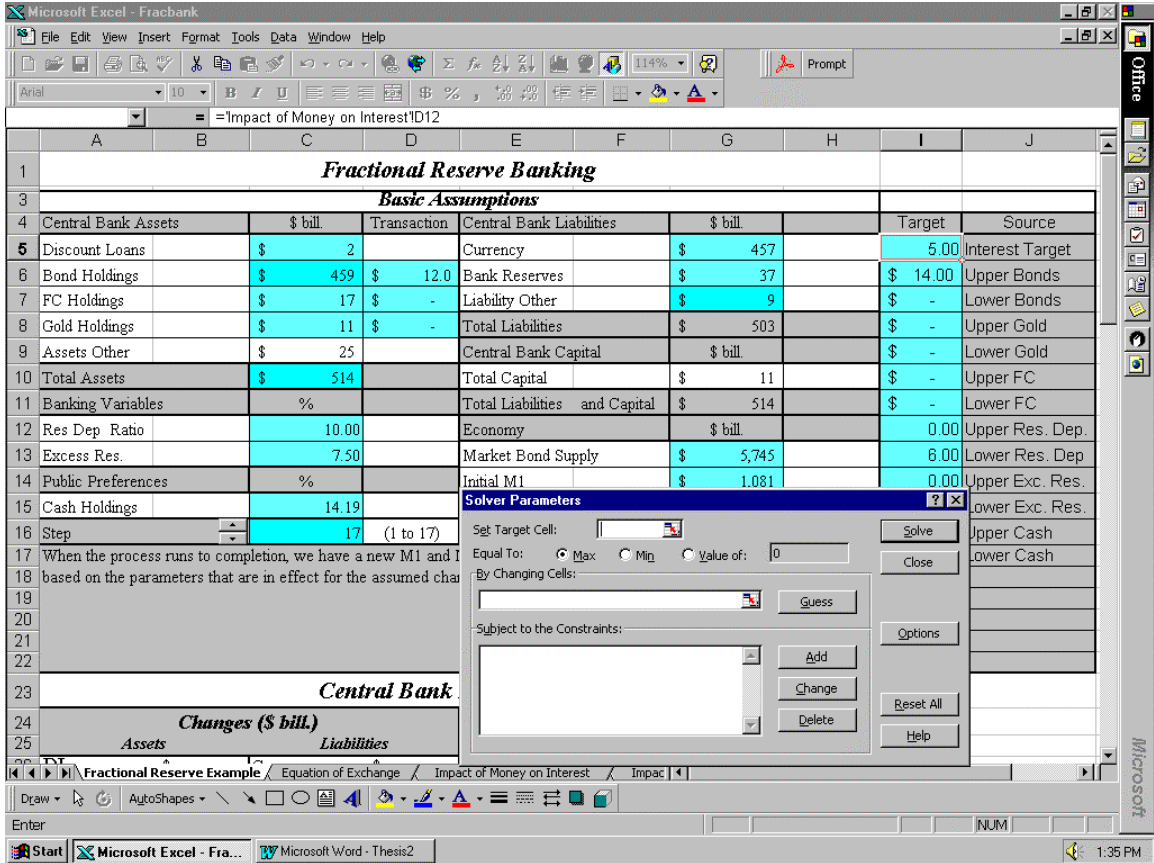 Microsoft Excel - Fracbank
File Edit View Insert Format Tools Data Window Help
114% Prompt
Arial 10 B I U $ % ,
= ='Impact of Money on Interest'!D12
A B C D E F G H I J
1 Fractional Reserve Banking
3 Basic Assumptions
4 Central Bank Assets $ bill. Transaction Central Bank Liabilities $ bill. Target Source
5 Discount Loans $ 2 Currency $ 457 5.00 Interest Target
6 Bond Holdings $ 459 $ 12.0 Bank Reserves $ 37 $ 14.00 Upper Bonds
7 FC Holdings $ 17 $ - Liability Other $ 9 $ - Lower Bonds
8 Gold Holdings $ 11 $ - Total Liabilities $ 503 $ - Upper Gold
9 Assets Other $ 25 Central Bank Capital $ bill. $ - Lower Gold
10 Total Assets $ 514 Total Capital $ 11 $ - Upper FC
11 Banking Variables % Total Liabilities and Capital $ 514 $ - Lower FC
12 Res Dep Ratio 10.00 Economy $ bill. 0.00 Upper Res. Dep.
13 Excess Res. 7.50 Market Bond Supply $ 5,745 6.00 Lower Res. Dep
14 Public Preferences % Initial M1 $ 1,081 0.00 Upper Exc. Res.
15 Cash Holdings 14.19 Lower Exc. Res.
16 Step 17 (1 to 17) Upper Cash
17 When the process runs to completion, we have a new M1 and Lower Cash
18 based on the parameters that are in effect for the assumed
19
20
21
22
23 Central Bank
24 Changes ($ bill.)
25 Assets Liabilities
Solver Parameters
Set Target Cell: Solve
Equal To: Max Min Value of: 0
Close
By Changing Cells:
Guess
Subject to the Constraints: Options
Add
Change
Reset All
Delete
Help
Fractional Reserve Example Equation of Exchange Impact of Money on Interest Impac
Draw AutoShapes
Enter NUM
Start Microsoft Excel - Fra... Microsoft Word - Thesis2 1:35 PM
Office
Microsoft